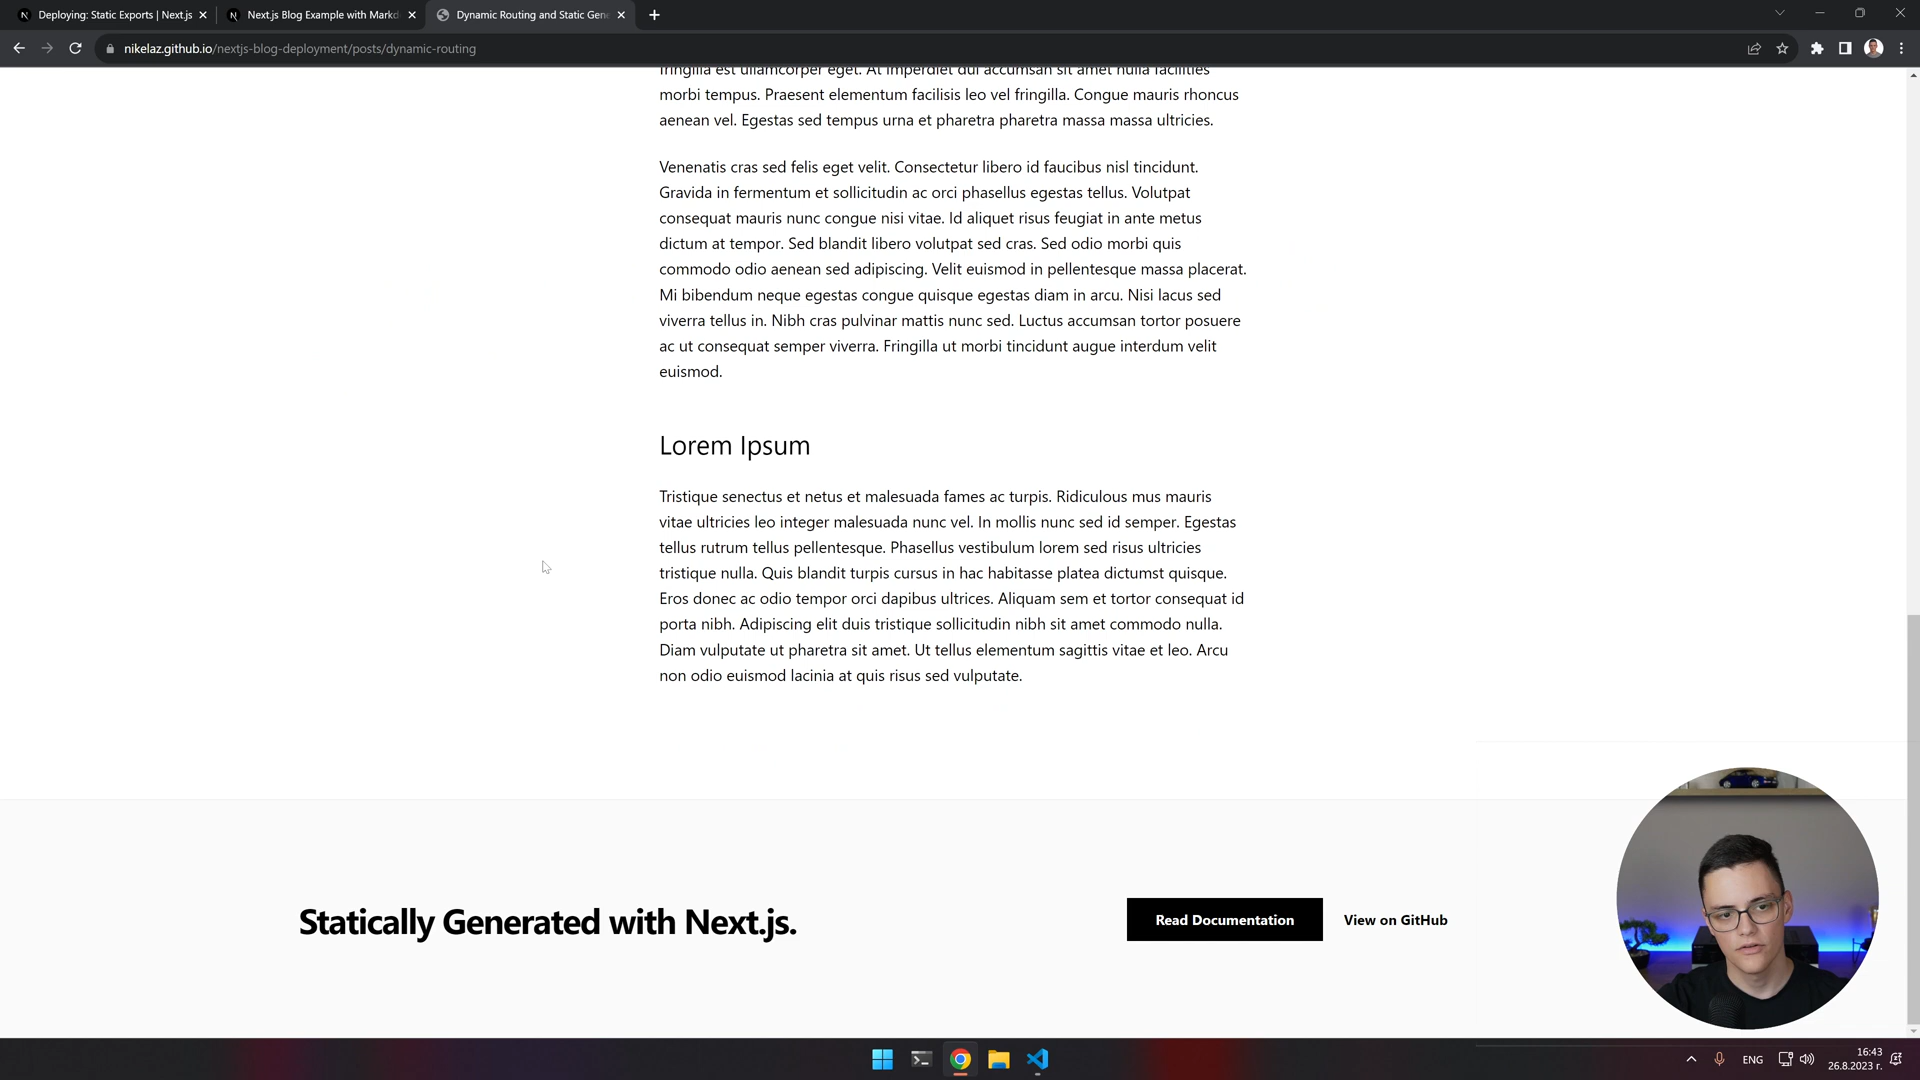 Deploying: Static Exports | Next.js
Next.js Blog Example with Markd
Dynamic Routing and Static Gene
nikelaz.github.io/nextjs-blog-deployment/posts/dynamic-routing
fringilla est ullamcorper eget. At imperdiet dui accumsan sit amet nulla facilities
morbi tempus. Praesent elementum facilisis leo vel fringilla. Congue mauris rhoncus
aenean vel. Egestas sed tempus urna et pharetra pharetra massa massa ultricies.
Venenatis cras sed felis eget velit. Consectetur libero id faucibus nisl tincidunt.
Gravida in fermentum et sollicitudin ac orci phasellus egestas tellus. Volutpat
consequat mauris nunc congue nisi vitae. Id aliquet risus feugiat in ante metus
dictum at tempor. Sed blandit libero volutpat sed cras. Sed odio morbi quis
commodo odio aenean sed adipiscing. Velit euismod in pellentesque massa placerat.
Mi bibendum neque egestas congue quisque egestas diam in arcu. Nisi lacus sed
viverra tellus in. Nibh cras pulvinar mattis nunc sed. Luctus accumsan tortor posuere
ac ut consequat semper viverra. Fringilla ut morbi tincidunt augue interdum velit
euismod.
Lorem Ipsum
Tristique senectus et netus et malesuada fames ac turpis. Ridiculous mus mauris
vitae ultricies leo integer malesuada nunc vel. In mollis nunc sed id semper. Egestas
tellus rutrum tellus pellentesque. Phasellus vestibulum lorem sed risus ultricies
tristique nulla. Quis blandit turpis cursus in hac habitasse platea dictumst quisque.
Eros donec ac odio tempor orci dapibus ultrices. Aliquam sem et tortor consequat id
porta nibh. Adipiscing elit duis tristique sollicitudin nibh sit amet commodo nulla.
Diam vulputate ut pharetra sit amet. Ut tellus elementum sagittis vitae et leo. Arcu
non odio euismod lacinia at quis risus sed vulputate.
Statically Generated with Next.js.
Read Documentation
View on GitHub
ENG
16:43
26.8.2023 г.